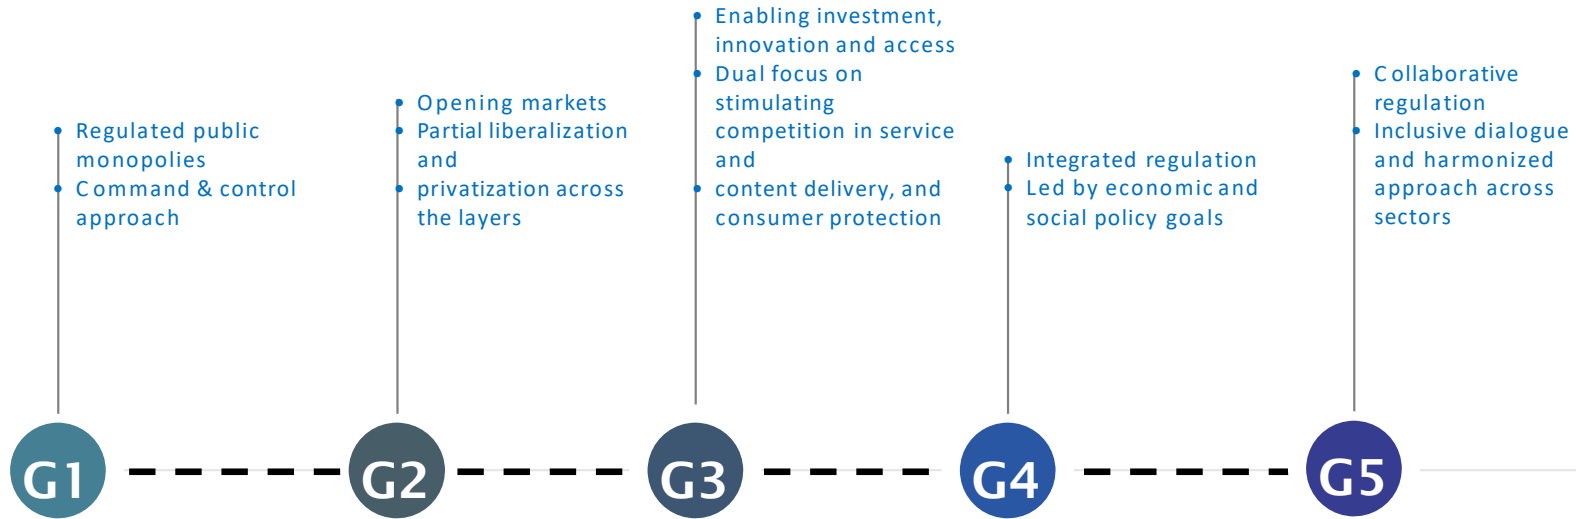 Regulated public
monopolies
Command & control
approach
Opening markets
Partial liberalization
and
privatization across
the layers
Enabling investment,
innovation and access
Dual focus on
stimulating
competition in service
and
content delivery, and
consumer protection
Integrated regulation
Led by economic and
social policy goals
Collaborative
regulation
Inclusive dialogue
and harmonized
approach across
sectors
G1
G2
G3
G4
G5